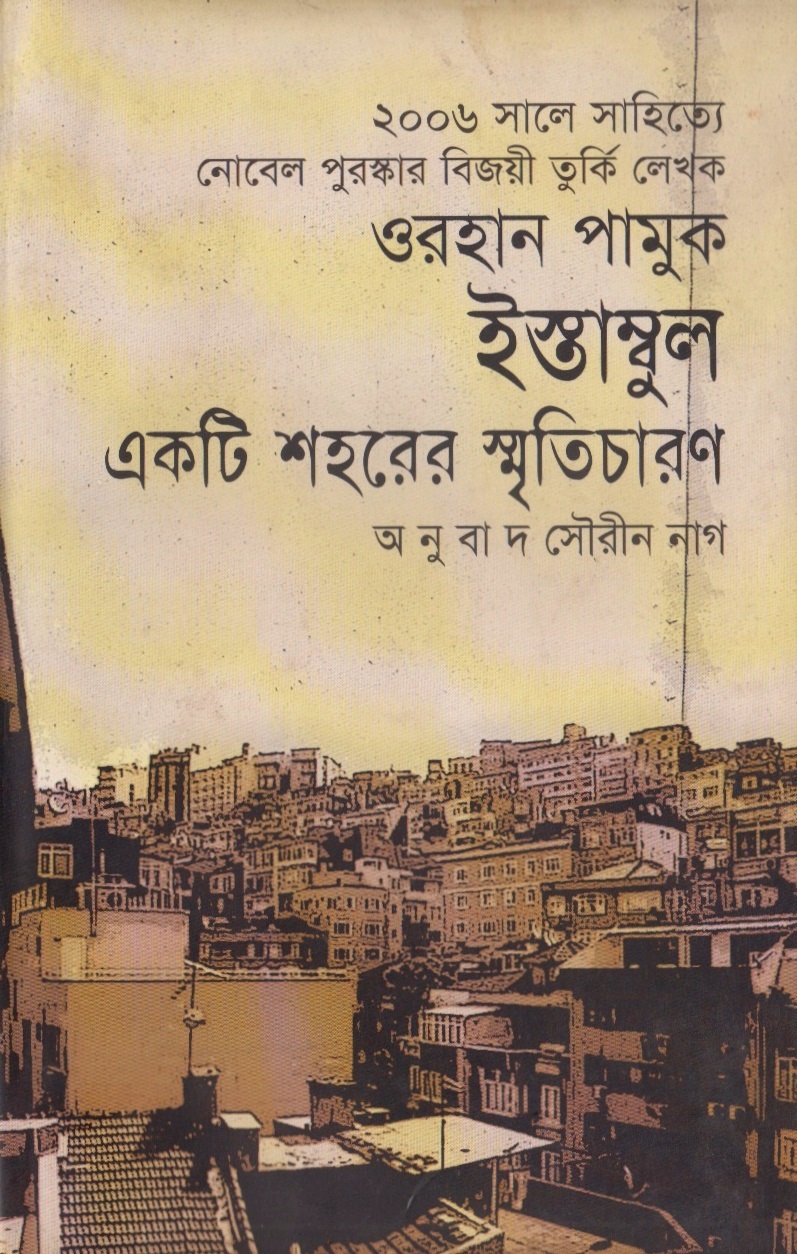 ২০০৬ সালে সাহিত্যে
নোবেল পুরস্কার বিজয়ী তুর্কি লেখক
ওরহান পামুক
ইস্তাম্বুল
একটি শহরের স্মৃতিচারণ
অ নু বা দ সৌরীন নাগ